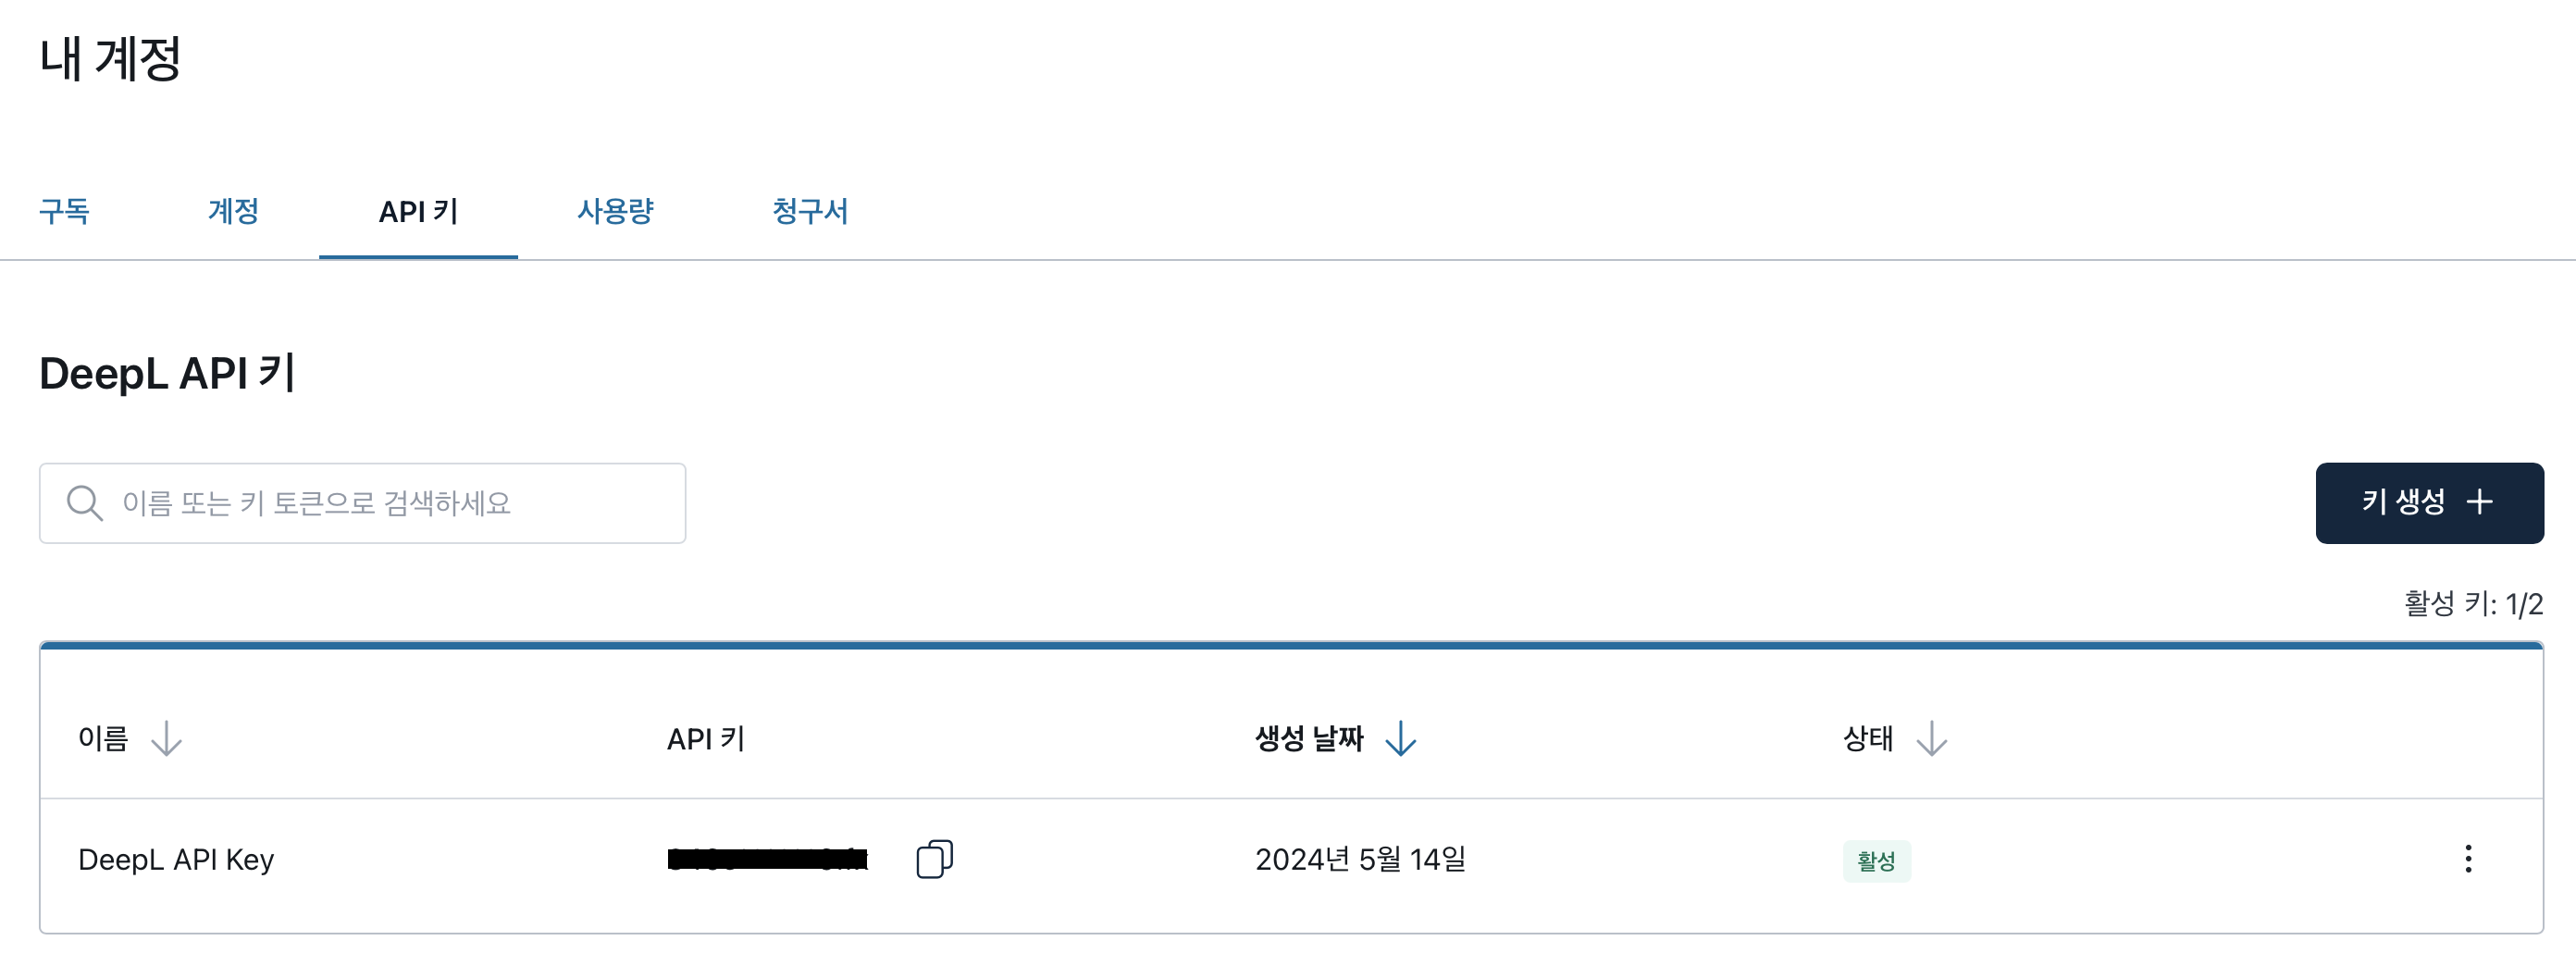 내 계정
구독 계정 API 키 사용량 청구서
DeepL API 키
이름 또는 키 토큰으로 검색하세요
키 생성 +
활성 키: 1/2
이름 API 키 생성 날짜 상태
DeepL API Key 2024년 5월 14일 활성